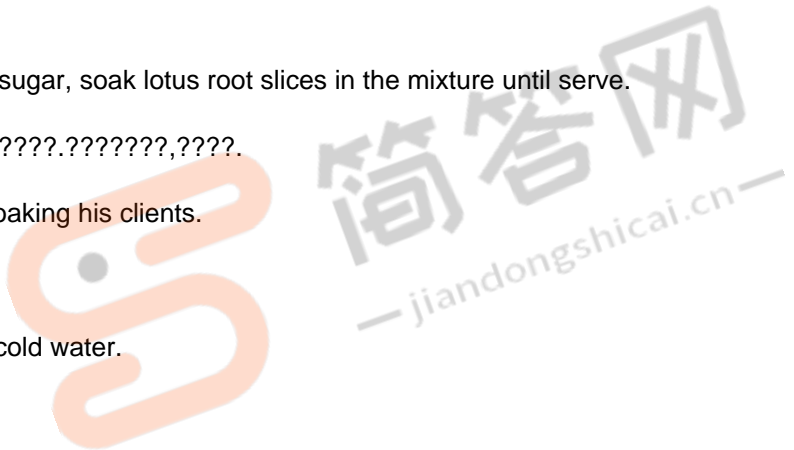 sugar, soak lotus root slices in the mixture until serve.
????.???????,????.
oaking his clients.
cold water.
简答网
jiandongshicai.cn